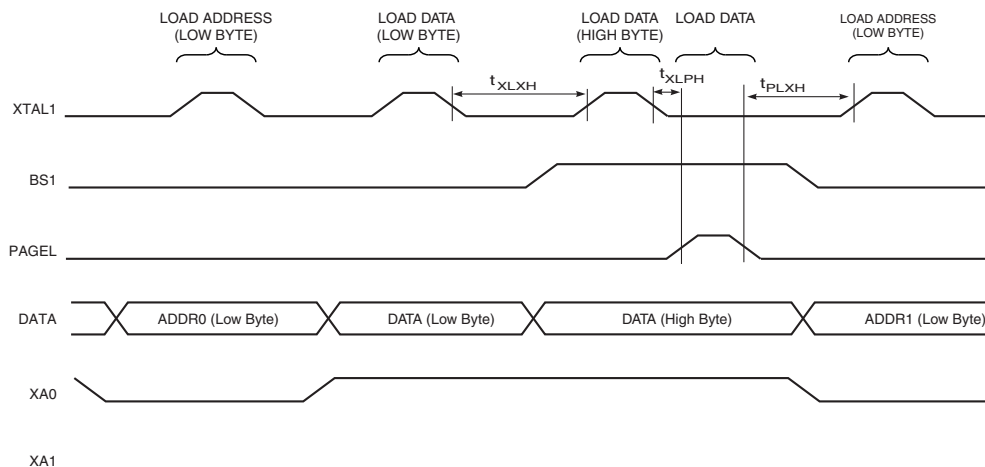 LOAD ADDRESS
(LOW BYTE)
LOAD DATA
(LOW BYTE)
LOAD DATA
(HIGH BYTE)
LOAD DATA
LOAD ADDRESS
(LOW BYTE)
tXLXH
tXLPH
tPLXH
XTAL1
BS1
PAGEL
DATA
ADDR0 (Low Byte)
DATA (Low Byte)
DATA (High Byte)
ADDR1 (Low Byte)
XA0
XA1